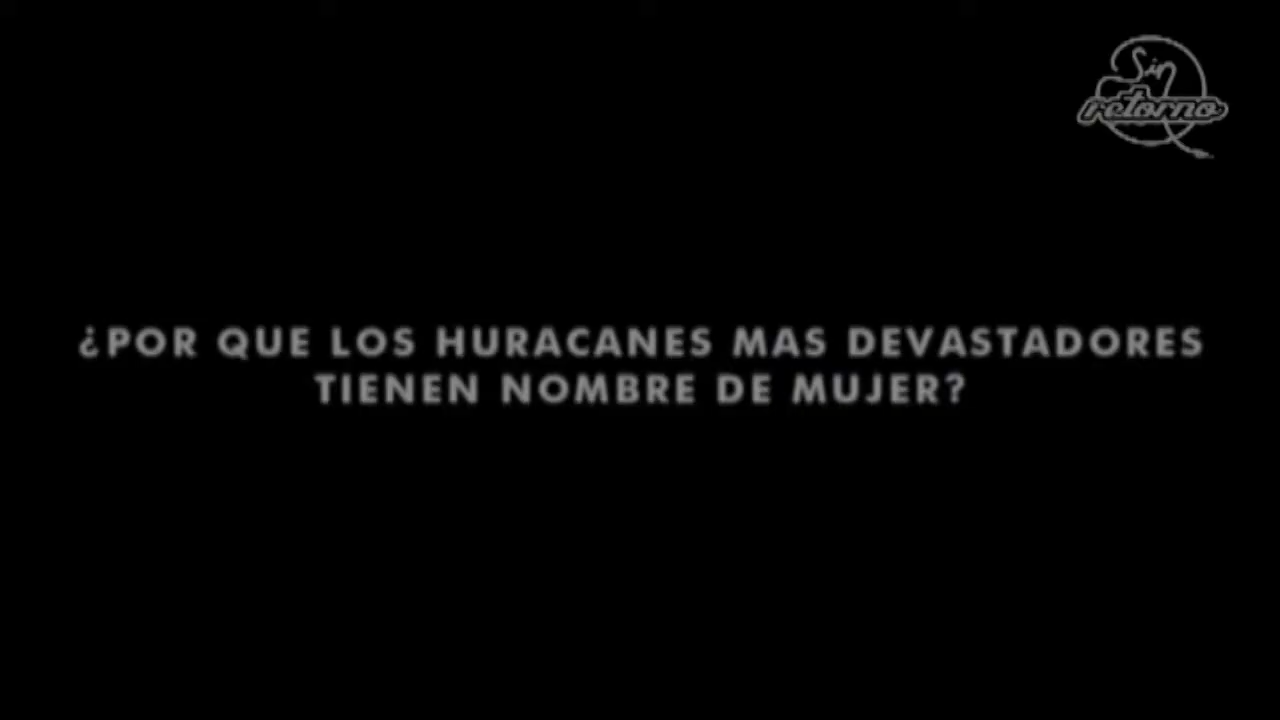 Sin
retorno
¿POR QUE LOS HURACANES MAS DEVASTADORES
TIENEN NOMBRE DE MUJER?